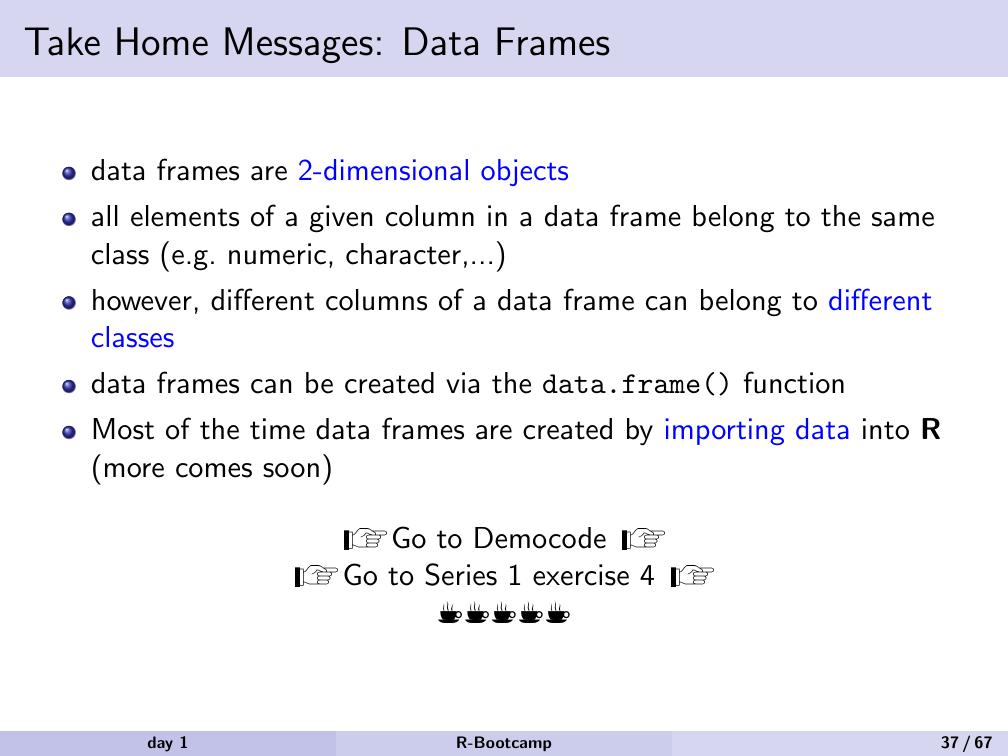 Take Home Messages: Data Frames
data frames are 2-dimensional objects
all elements of a given column in a data frame belong to the same
class (e.g. numeric, character,...)
however, different columns of a data frame can belong to different
classes
data frames can be created via the data.frame() function
Most of the time data frames are created by importing data into R
(more comes soon)
☞Go to Democode ☞
☞Go to Series 1 exercise 4 ☞
☕☕☕☕☕
day 1 R-Bootcamp 37 / 67